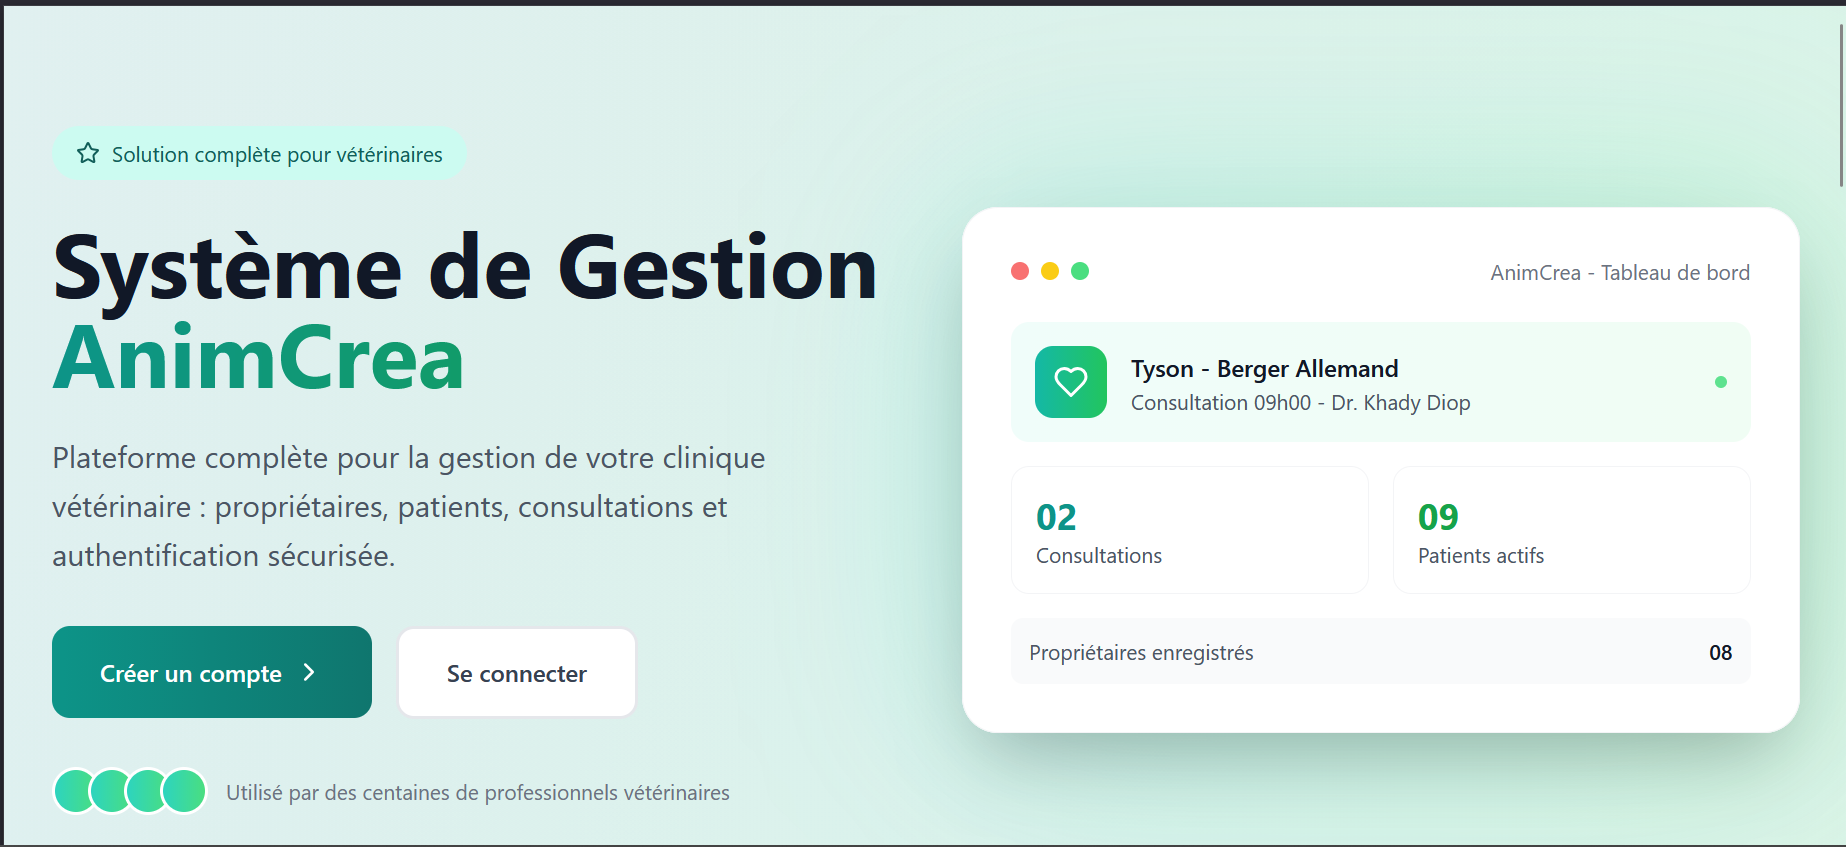 Solution complète pour vétérinaires
Système de Gestion
AnimCrea
Plateforme complète pour la gestion de votre clinique
vétérinaire : propriétaires, patients, consultations et
authentification sécurisée.
Créer un compte
Se connecter
Utilisé par des centaines de professionnels vétérinaires
AnimCrea - Tableau de bord
Tyson - Berger Allemand
Consultation 09h00 - Dr. Khady Diop
02
Consultations
09
Patients actifs
Propriétaires enregistrés
08